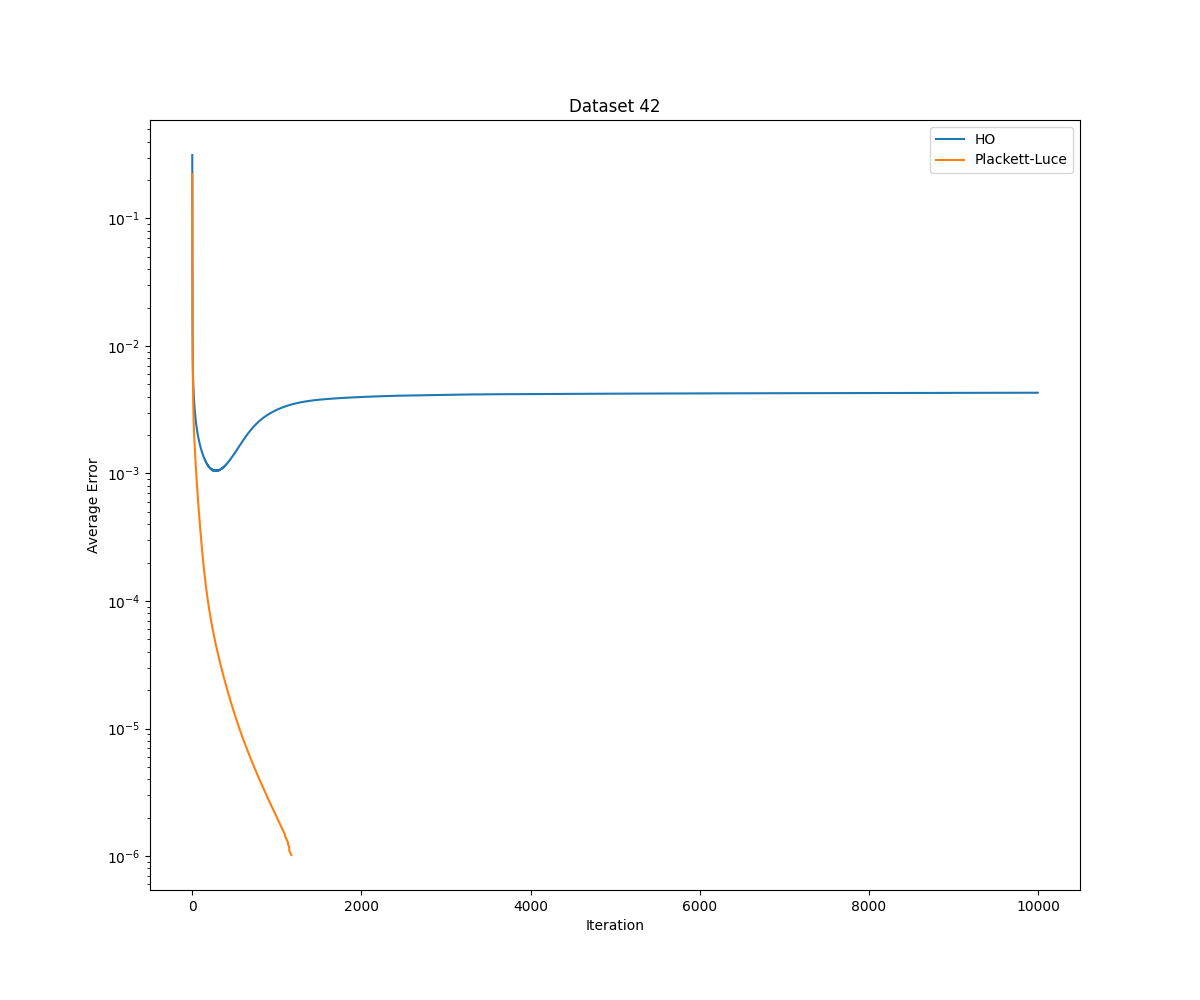 Dataset 42
HO
Plackett-Luce
Average Error
10⁻¹
10⁻²
10⁻³
10⁻⁴
10⁻⁵
10⁻⁶
0 2000 4000 6000 8000 10000
Iteration